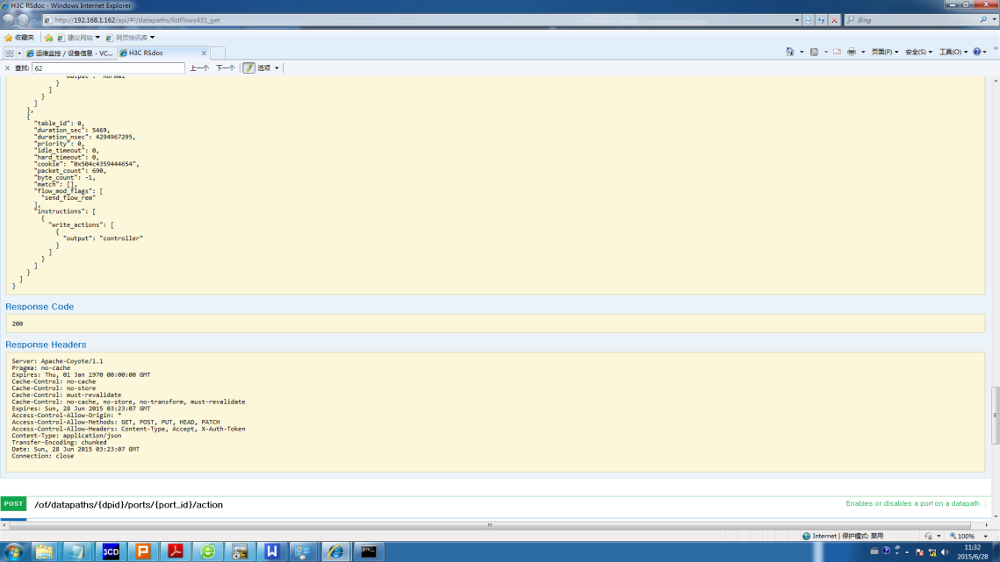 H3C RSdoc - Windows Internet Explorer
http://192.168.1.162/api/#!/datapaths/listFlows431_get
Bing
收藏夹
建议网站
网页快讯库
运维监控 / 设备信息 - VC...
H3C RSdoc
页面(P)
安全(S)
工具(O)
查找: 62
上一个
下一个
选项
"output": "normal"
}
]
}
]
},
{
"table_id": 0,
"duration_sec": 5469,
"duration_nsec": 4294967295,
"priority": 0,
"idle_timeout": 0,
"hard_timeout": 0,
"cookie": "0x504c4359444654",
"packet_count": 690,
"byte_count": -1,
"match": [],
"flow_mod_flags": [
"send_flow_rem"
],
"instructions": [
{
"write_actions": [
{
"output": "controller"
}
]
}
]
}
]
}
Response Code
200
Response Headers
Server: Apache-Coyote/1.1
Pragma: no-cache
Expires: Thu, 01 Jan 1970 00:00:00 GMT
Cache-Control: no-cache
Cache-Control: no-store
Cache-Control: must-revalidate
Cache-Control: no-cache, no-store, no-transform, must-revalidate
Expires: Sun, 28 Jun 2015 03:23:07 GMT
Access-Control-Allow-Origin: *
Access-Control-Allow-Methods: GET, POST, PUT, HEAD, PATCH
Access-Control-Allow-Headers: Content-Type, Accept, X-Auth-Token
Content-Type: application/json
Transfer-Encoding: chunked
Date: Sun, 28 Jun 2015 03:23:07 GMT
Connection: close
POST /of/datapaths/{dpid}/ports/{port_id}/action
Enables or disables a port on a datapath
Internet | 保护模式: 禁用
100%
3CD
P
W
11:32
2015/6/28